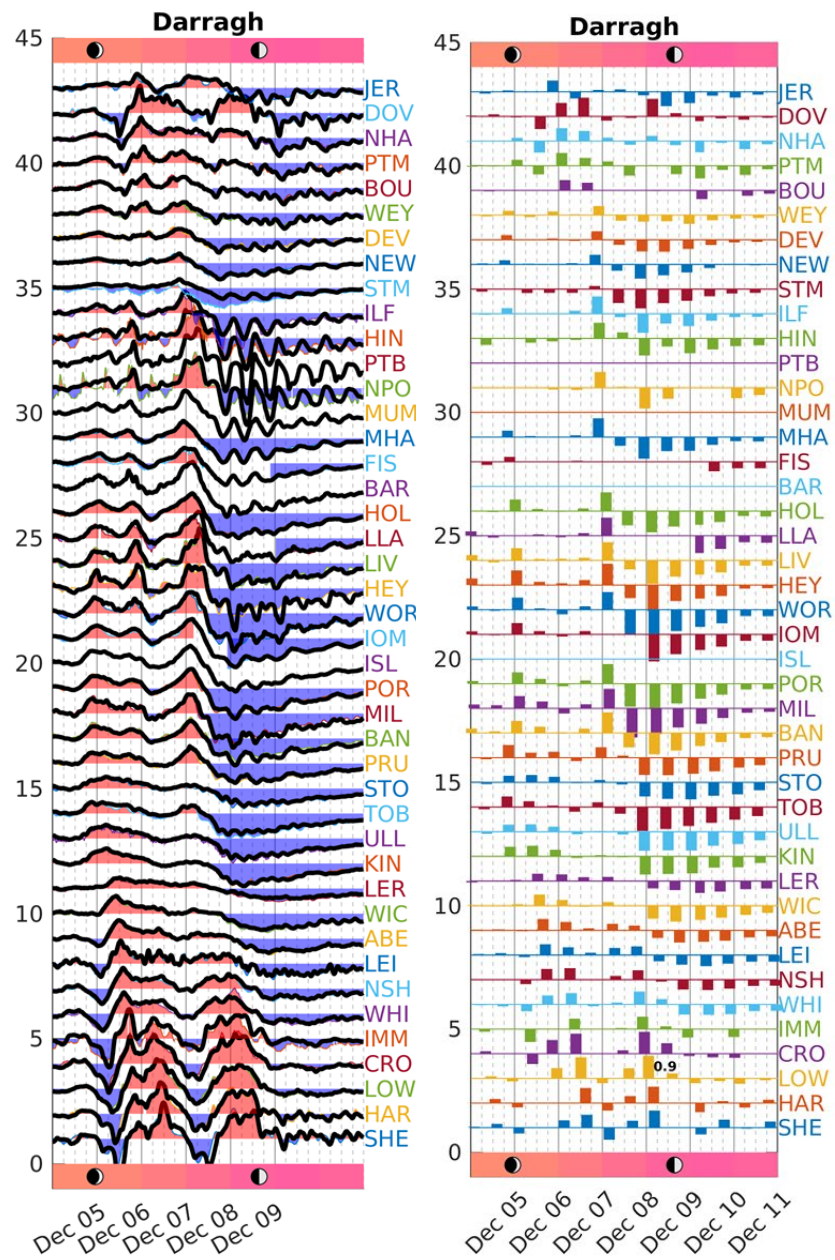 Darragh
45
JER
DOV
NHA
40
PTM
BOU
WEY
DEV
NEW
35
STM
ILF
HIN
PTB
NPO
30
MUM
MHA
FIS
BAR
HOL
25
LLA
LIV
HEY
WOR
IOM
20
ISL
POR
MIL
BAN
PRU
15
STO
TOB
ULL
KIN
LER
10
WIC
ABE
LEI
NSH
WHI
5
IMM
CRO
LOW
HAR
SHE
0
Dec 05
Dec 06
Dec 07
Dec 08
Dec 09
Darragh
45
JER
DOV
NHA
40
PTM
BOU
WEY
DEV
NEW
35
STM
ILF
HIN
PTB
NPO
30
MUM
MHA
FIS
BAR
HOL
25
LLA
LIV
HEY
WOR
IOM
20
ISL
POR
MIL
BAN
PRU
15
STO
TOB
ULL
KIN
LER
10
WIC
ABE
LEI
NSH
WHI
5
IMM
CRO
0.9
LOW
HAR
SHE
0
Dec 05
Dec 06
Dec 07
Dec 08
Dec 09
Dec 10
Dec 11